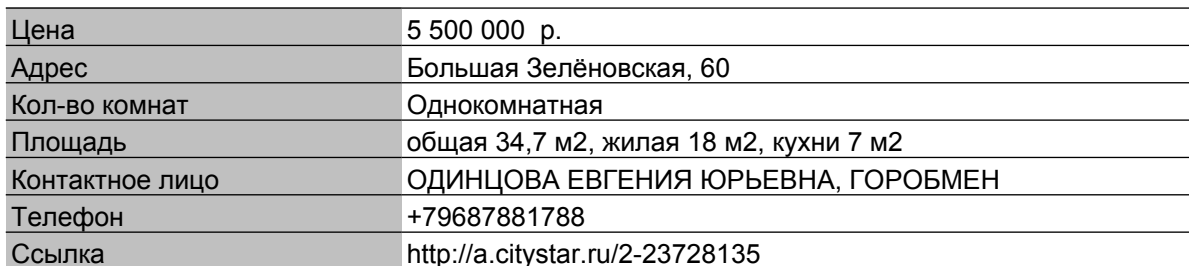 Цена 5 500 000 р.
Адрес Большая Зелёновская, 60
Кол-во комнат Однокомнатная
Площадь общая 34,7 м2, жилая 18 м2, кухни 7 м2
Контактное лицо ОДИНЦОВА ЕВГЕНИЯ ЮРЬЕВНА, ГОРОБМЕН
Телефон +79687881788
Ссылка http://a.citystar.ru/2-23728135